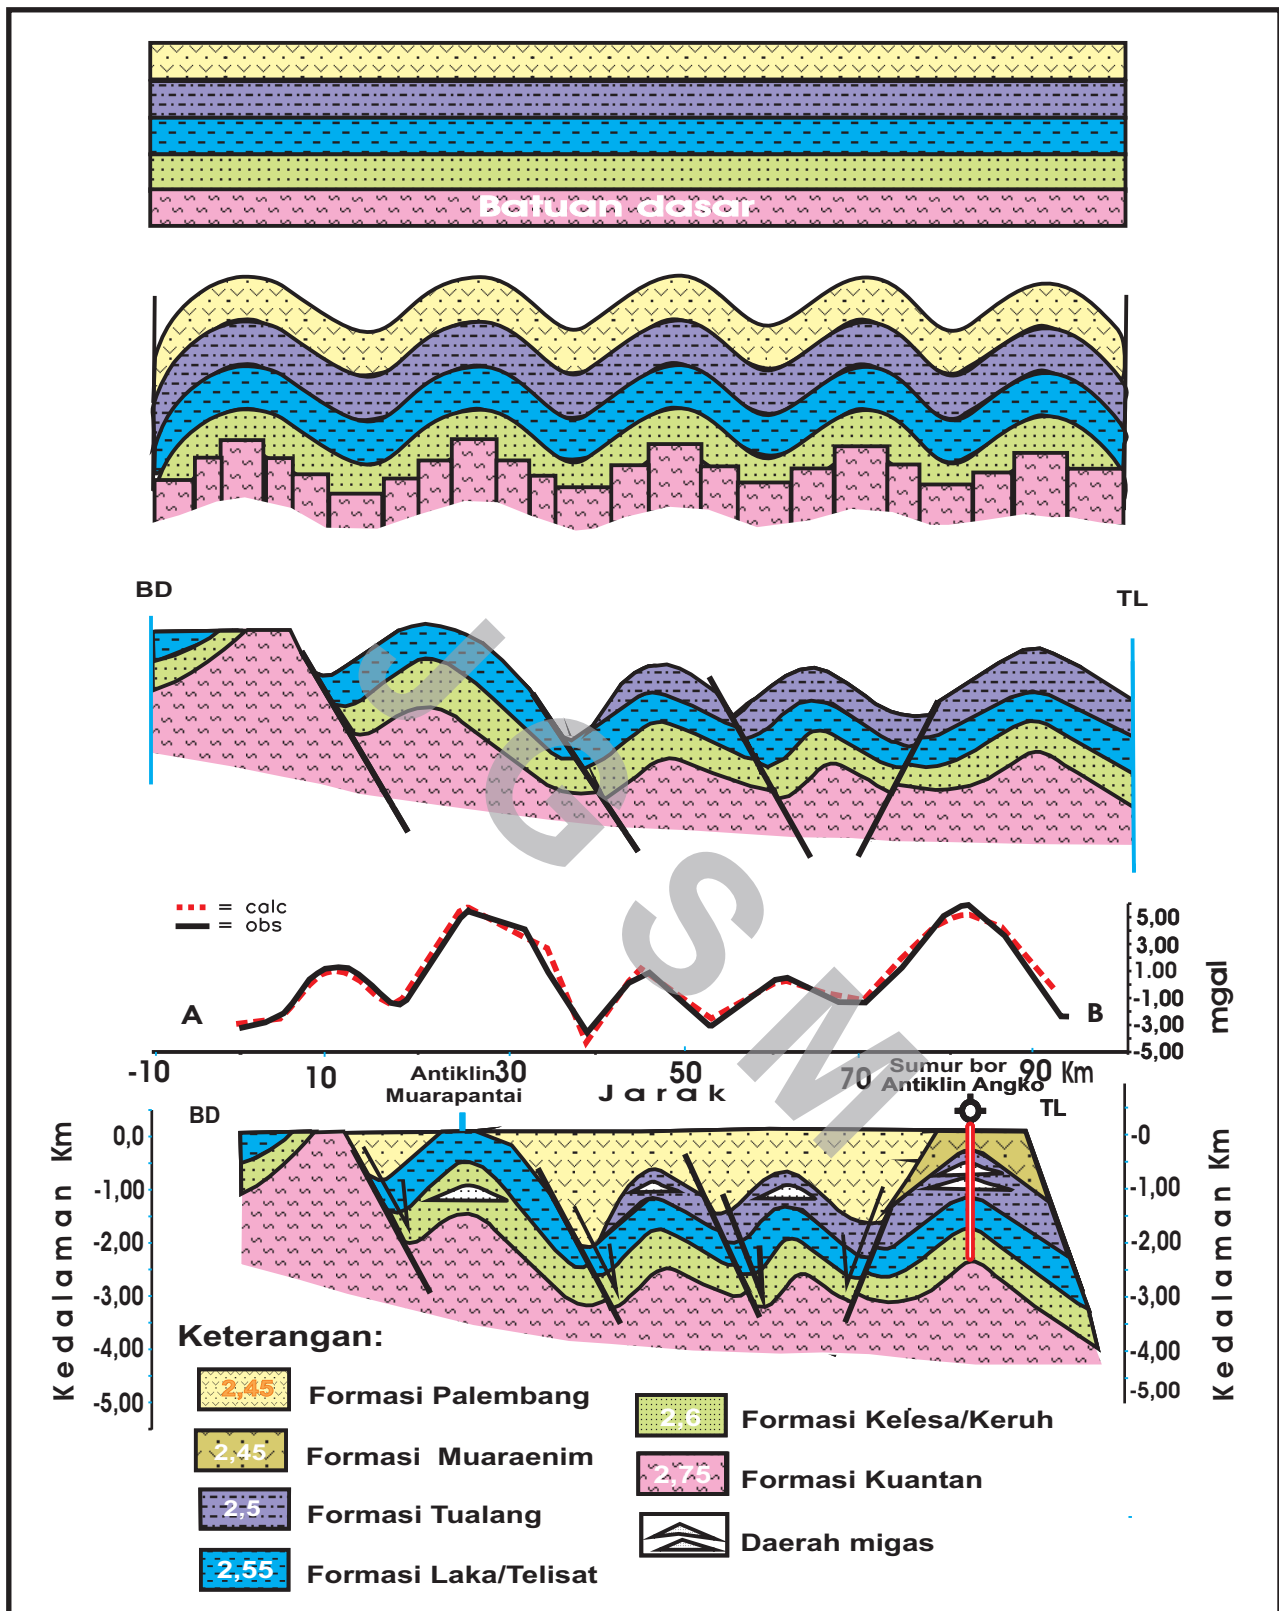 Batuan dasar
BD
TL
= calc
= obs
A
B
5,00
3,00
1.00
-1,00
-3,00
-5,00
mgal
-10
10
30
50
70
90 Km
Jarak
Antiklin
Muarapantai
Sumur bor
Antiklin Angko
BD
TL
0,0
-1,00
-2,00
-3,00
-4,00
-5,00
Kedalaman Km
-0
-1,00
-2,00
-3,00
-4,00
-5,00
Kedalaman Km
JGSM
Keterangan:
2,45 Formasi Palembang
2,45 Formasi Muaraenim
2,5 Formasi Tualang
2,55 Formasi Laka/Telisat
2,6 Formasi Kelesa/Keruh
2,75 Formasi Kuantan
Daerah migas